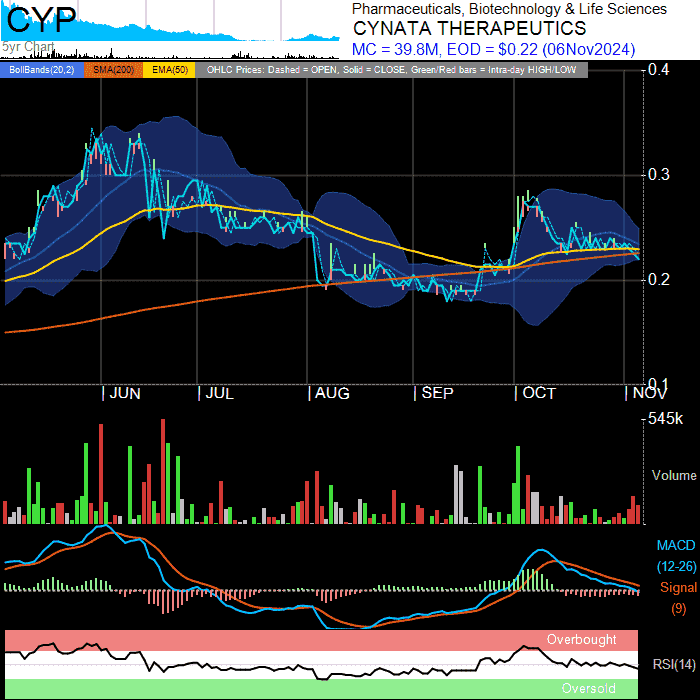 CYP
5yr Chart
Pharmaceuticals, Biotechnology & Life Sciences
CYNATA THERAPEUTICS
MC = 39.8M, EOD = $0.22 (06Nov2024)
BollBands(20,2) SMA(200) EMA(50) OHLC Prices: Dashed = OPEN, Solid = CLOSE, Green/Red bars = Intra-day HIGH/LOW
0.4
0.3
0.2
0.1
JUN JUL AUG SEP OCT NOV
545k
Volume
MACD
(12-26)
Signal
(9)
Overbought
RSI(14)
Oversold